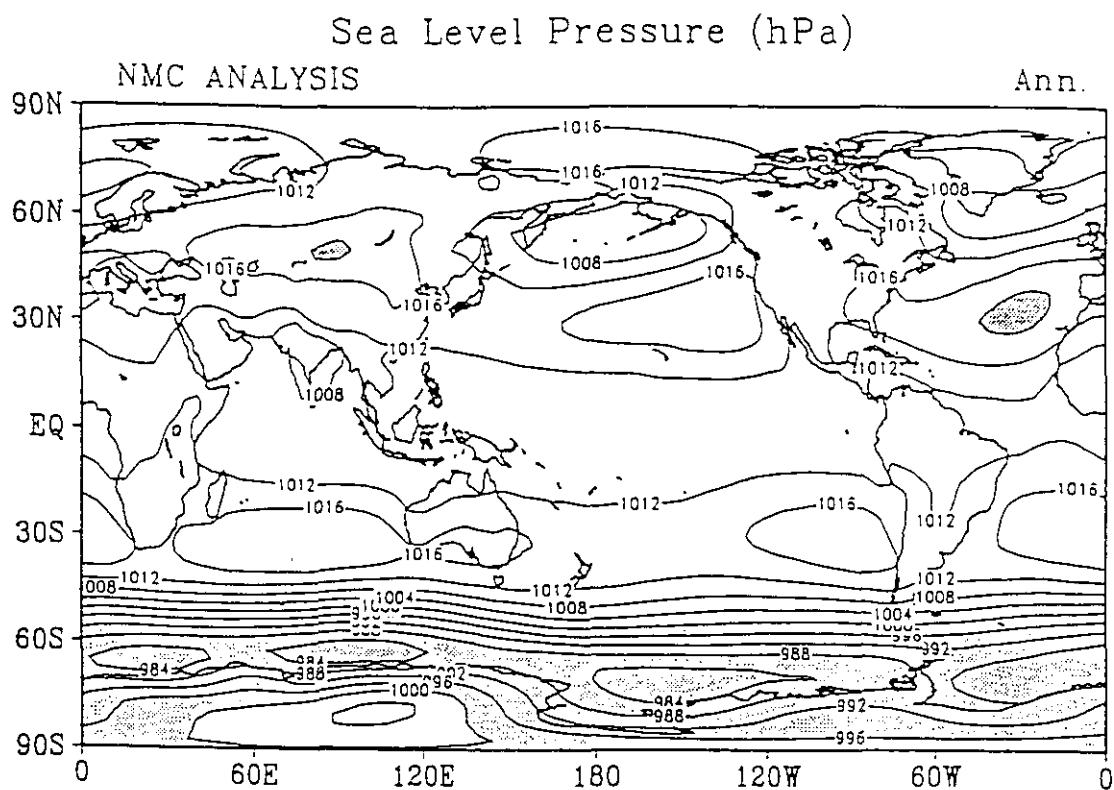 Sea Level Pressure (hPa)
NMC ANALYSIS Ann.
90N
1016
1016
1012 1012 1008
60N 1012
1008
1016 1016 1016
1016
30N
1012
1012
1008
EQ
1012 1012 1016
1016
30S 1012
1016
1012 1012 1012
1008 1004 1008 1008
1004
60S 992
984 988
984 988 992 984
996
1000 988 992
996
90S
0 60E 120E 180 120W 60W 0